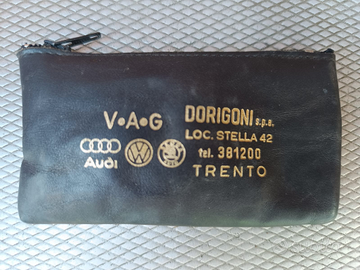 V•A•G
Audi
DORIGONI s.p.a.
LOC. STELLA 42
tel. 381200
TRENTO